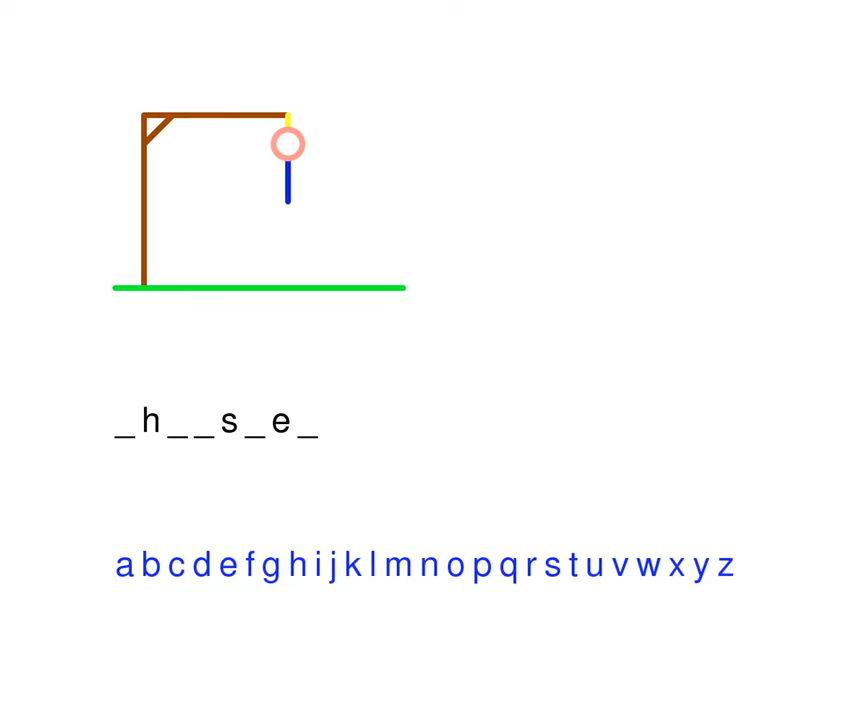 _ h _ _ s _ e _
a b c d e f g h i j k l m n o p q r s t u v w x y z